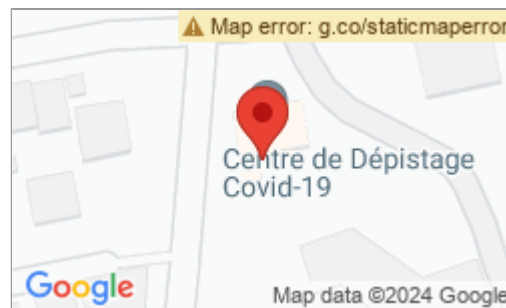 Map error: g.co/staticmaperror
Centre de Dépistage
Covid-19
Google
Map data ©2024 Google